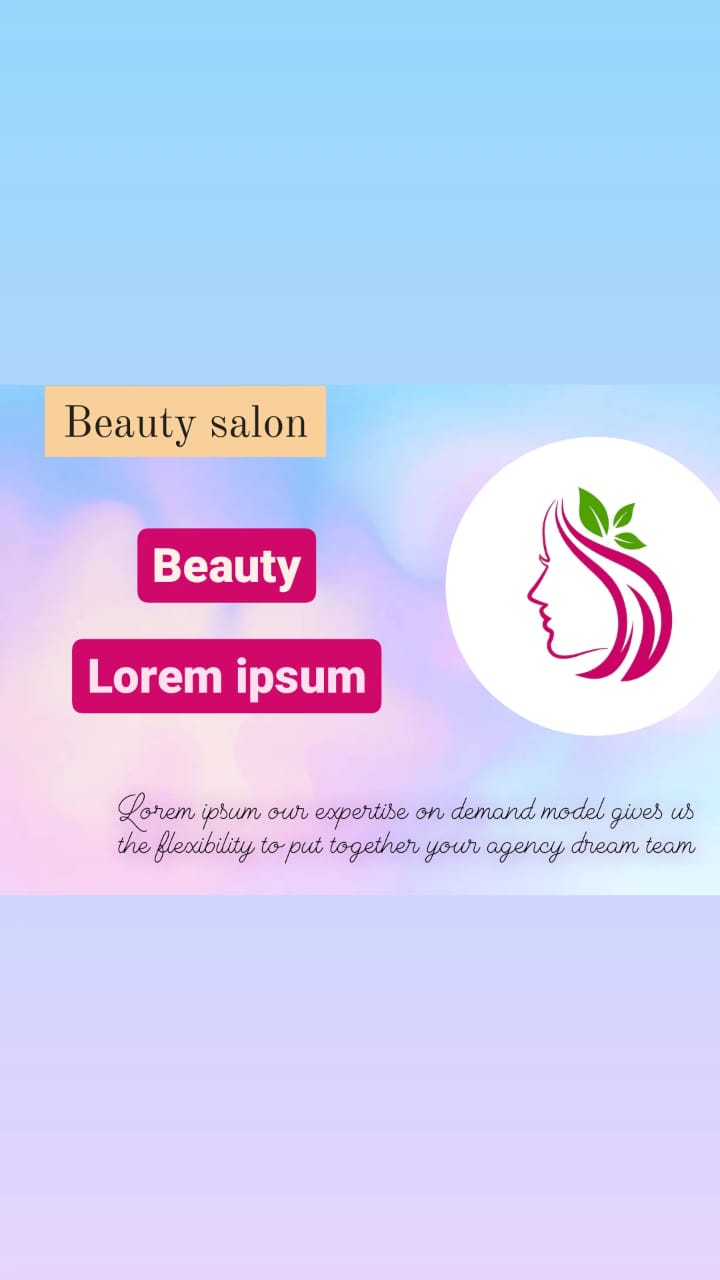 Beauty salon
Beauty
Lorem ipsum
Lorem ipsum our expertise on demand model gives us
the flexibility to put together your agency dream team